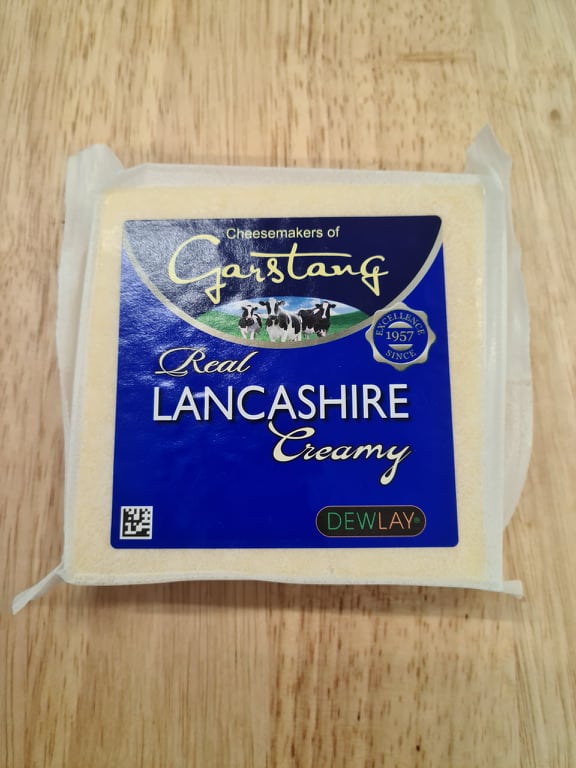 Cheesemakers of
Garstang
EXCELLENCE
1957
SINCE
Real
LANCASHIRE
Creamy
DEWLAY®